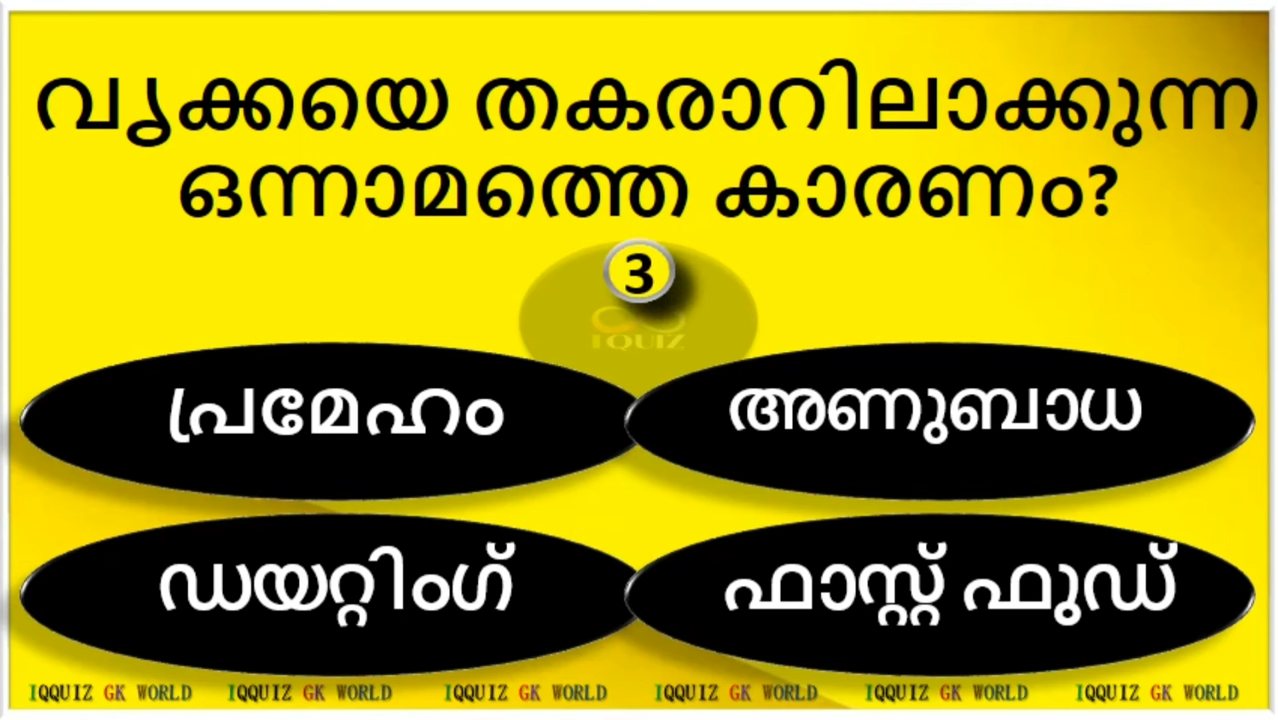 വൃക്കയെ തകരാറിലാക്കുന്ന
ഒന്നാമത്തെ കാരണം?
3
IQUIZ
പ്രമേഹം
അണുബാധ
ഡയറ്റിംഗ്
ഫാസ്റ്റ് ഫുഡ്
IQQUIZ GK WORLD IQQUIZ GK WORLD IQQUIZ GK WORLD IQQUIZ GK WORLD IQQUIZ GK WORLD IQQUIZ GK WORLD